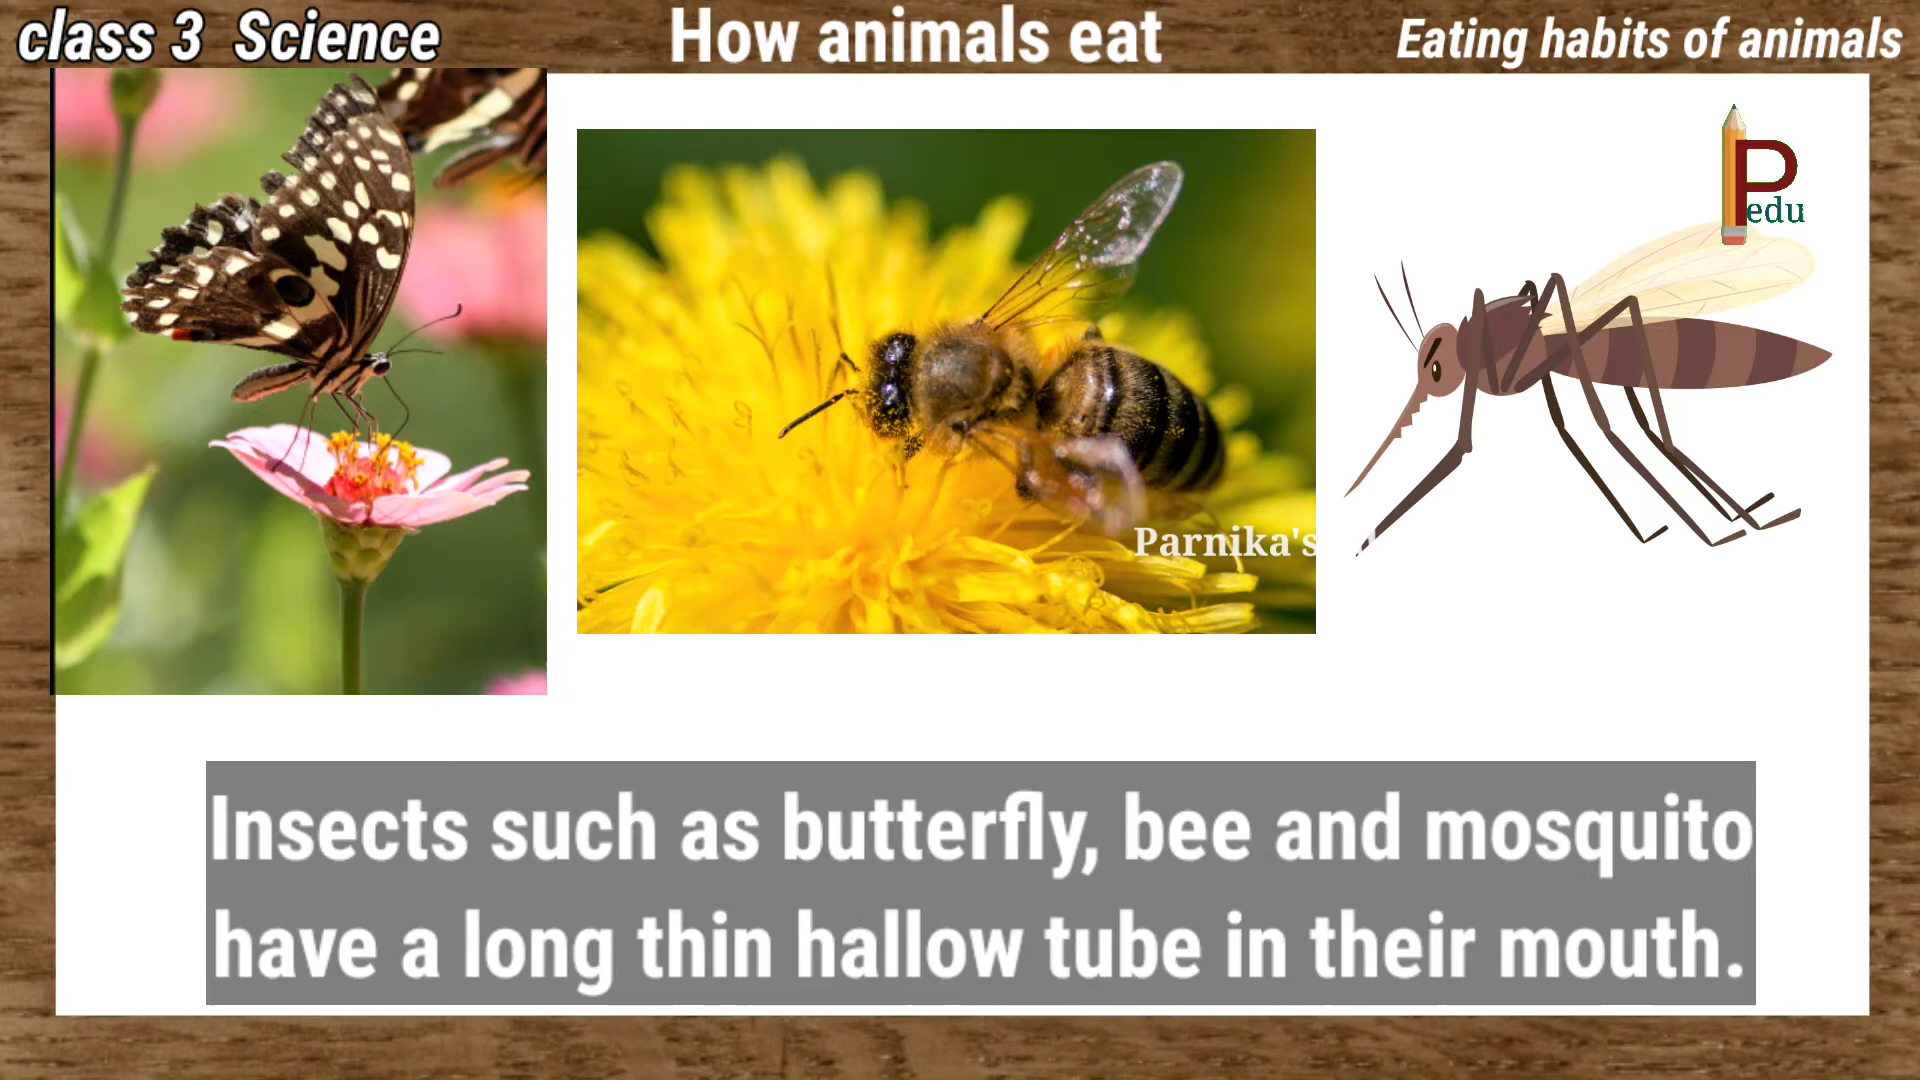 class 3 Science
How animals eat
Eating habits of animals
P
edu
Parnika's
Insects such as butterfly, bee and mosquito
have a long thin hallow tube in their mouth.